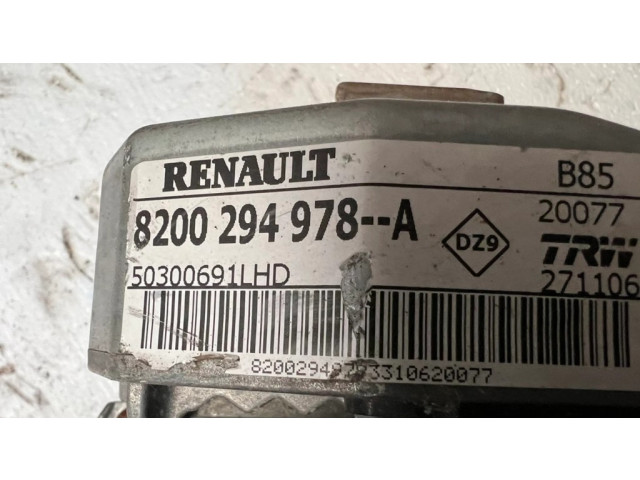 RENAULT B85
8200 294 978--A 20077
DZ9 TRW
50300691LHD 271106